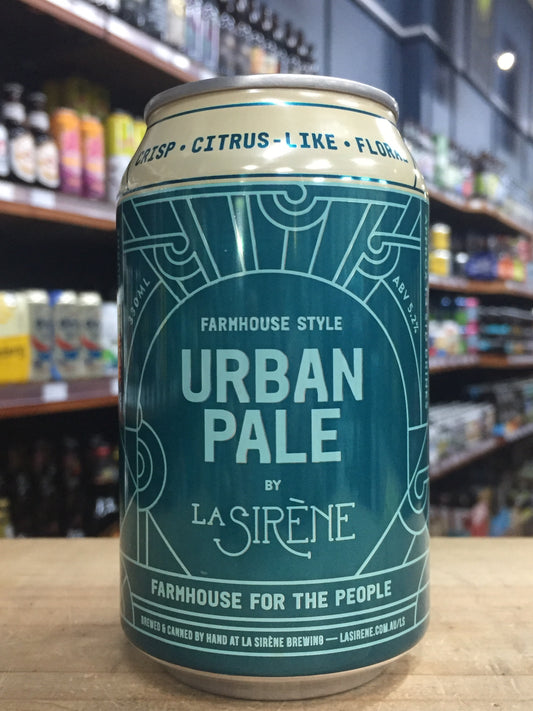 CRISP • CITRUS-LIKE • FLORAL
330ML
ABV 5.2%
FARMHOUSE STYLE
URBAN
PALE
BY
LA SIRÈNE
FARMHOUSE FOR THE PEOPLE
BREWED & CANNED BY HAND AT LA SIRÈNE BREWING — LASIRENE.COM.AU/LS